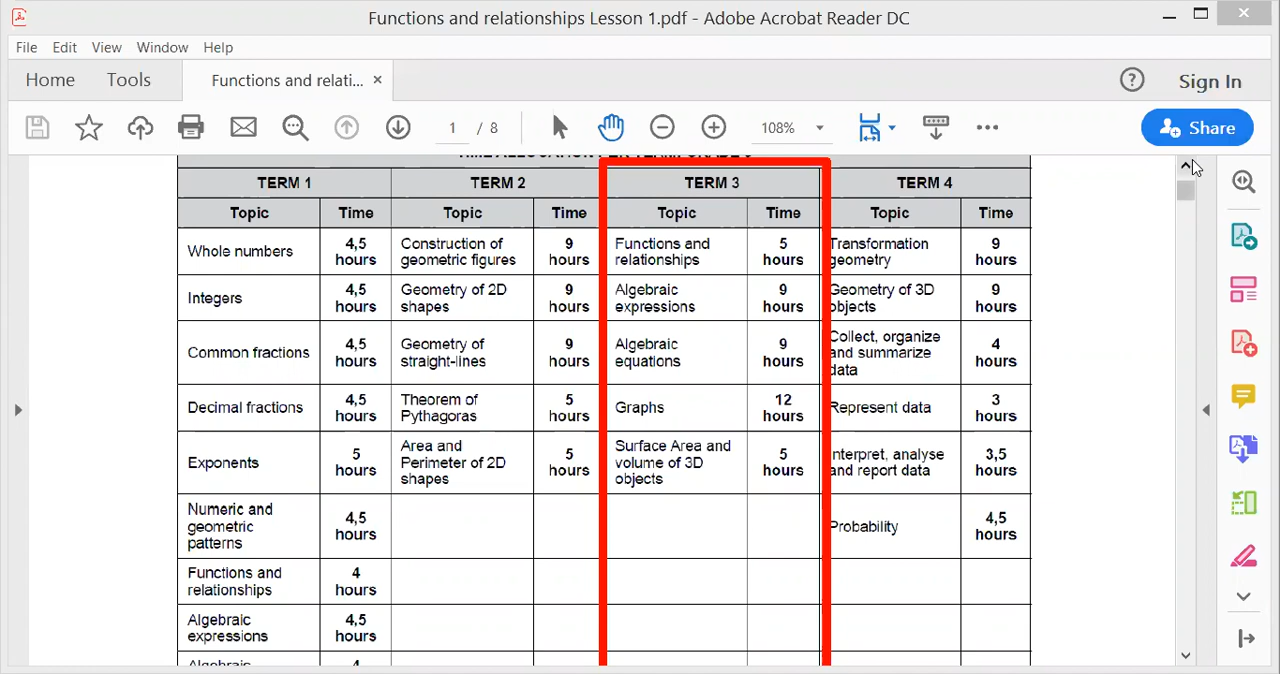 Functions and relationships Lesson 1.pdf - Adobe Acrobat Reader DC
File Edit View Window Help
Home Tools Functions and relati... × Sign In
1 / 8 108% Share
TERM 1 TERM 2 TERM 3 TERM 4
Topic Time Topic Time Topic Time Topic Time
Whole numbers 4,5 hours Construction of geometric figures 9 hours Functions and relationships 5 hours Transformation geometry 9 hours
Integers 4,5 hours Geometry of 2D shapes 9 hours Algebraic expressions 9 hours Geometry of 3D objects 9 hours
Common fractions 4,5 hours Geometry of straight-lines 9 hours Algebraic equations 9 hours Collect, organize and summarize data 4 hours
Decimal fractions 4,5 hours Theorem of Pythagoras 5 hours Graphs 12 hours Represent data 3 hours
Exponents 5 hours Area and Perimeter of 2D shapes 5 hours Surface Area and volume of 3D objects 5 hours Interpret, analyse and report data 3,5 hours
Numeric and geometric patterns 4,5 hours Probability 4,5 hours
Functions and relationships 4 hours
Algebraic expressions 4,5 hours
Algebraic 4